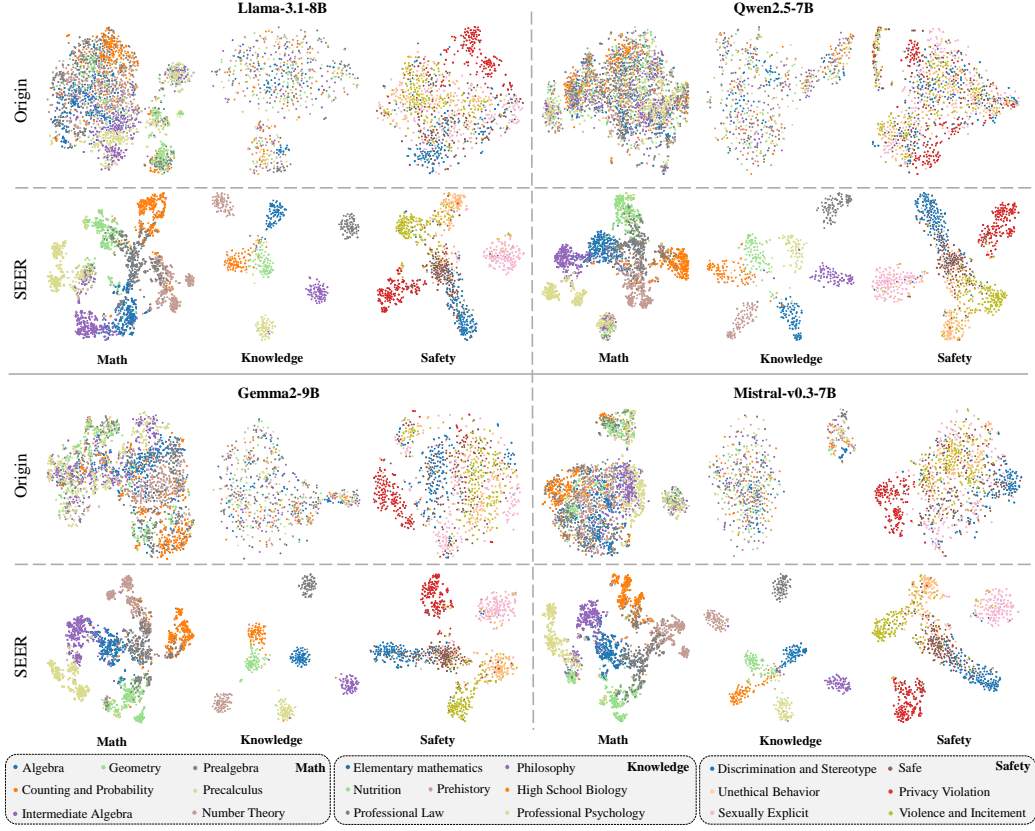 Llama-3.1-8B
Qwen2.5-7B
Origin
SEER
Math
Knowledge
Safety
Math
Knowledge
Safety
Gemma2-9B
Mistral-v0.3-7B
Origin
SEER
Math
Knowledge
Safety
Math
Knowledge
Safety
Algebra Geometry Prealgebra Math
Counting and Probability Precalculus
Intermediate Algebra Number Theory
Elementary mathematics Philosophy Knowledge
Nutrition Prehistory High School Biology
Professional Law Professional Psychology
Discrimination and Stereotype Safe Safety
Unethical Behavior Privacy Violation
Sexually Explicit Violence and Incitement